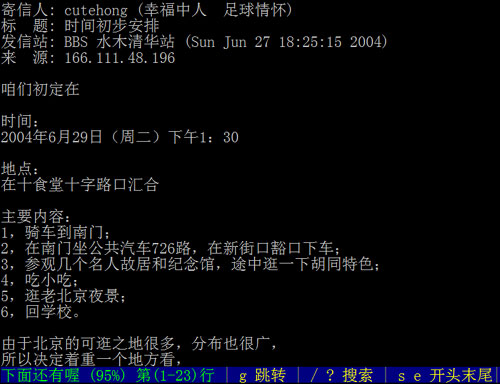 寄信人: cutehong (幸福中人　足球情怀)
标　题: 时间初步安排
发信站: BBS 水木清华站 (Sun Jun 27 18:25:15 2004)
来　源: 166.111.48.196
咱们初定在
时间：
2004年6月29日（周二）下午1：30
地点：
在十食堂十字路口汇合
主要内容：
1，骑车到南门；
2，在南门坐公共汽车726路，在新街口豁口下车；
3，参观几个名人故居和纪念馆，途中逛一下胡同特色；
4，吃小吃；
5，逛老北京夜景；
6，回学校。
由于北京的可逛之地很多，分布也很广，
所以决定着重一个地方看，
下面还有喔 (95%) 第(1-23)行 | g 跳转 | / ? 搜索 | s e 开头末尾